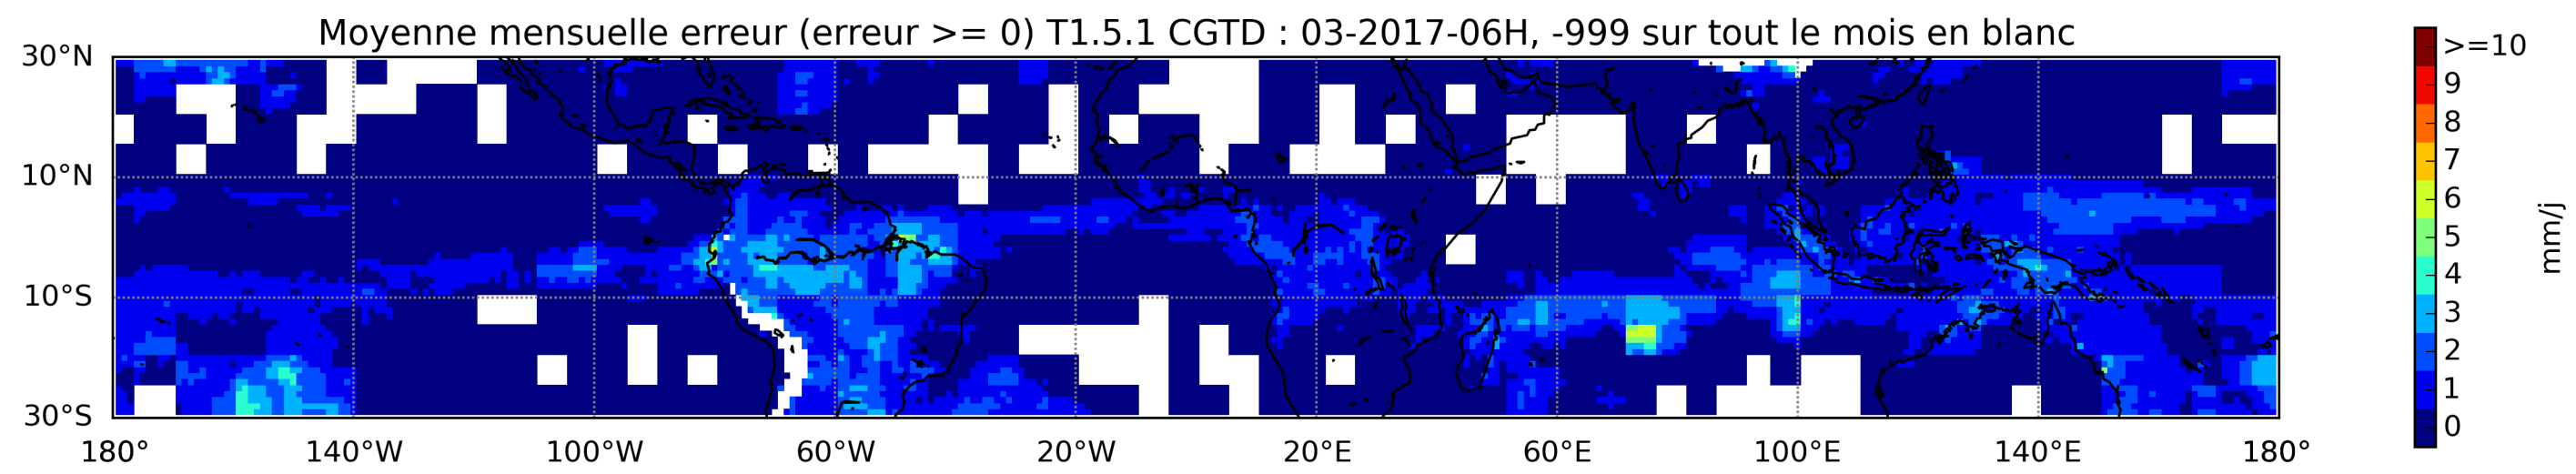 Moyenne mensuelle erreur (erreur >= 0) T1.5.1 CGTD : 03-2017-06H, -999 sur tout le mois en blanc
30°N
10°N
10°S
30°S
180° 140°W 100°W 60°W 20°W 20°E 60°E 100°E 140°E 180°
>=10
9
8
7
6
5
4
3
2
1
0
mm/j